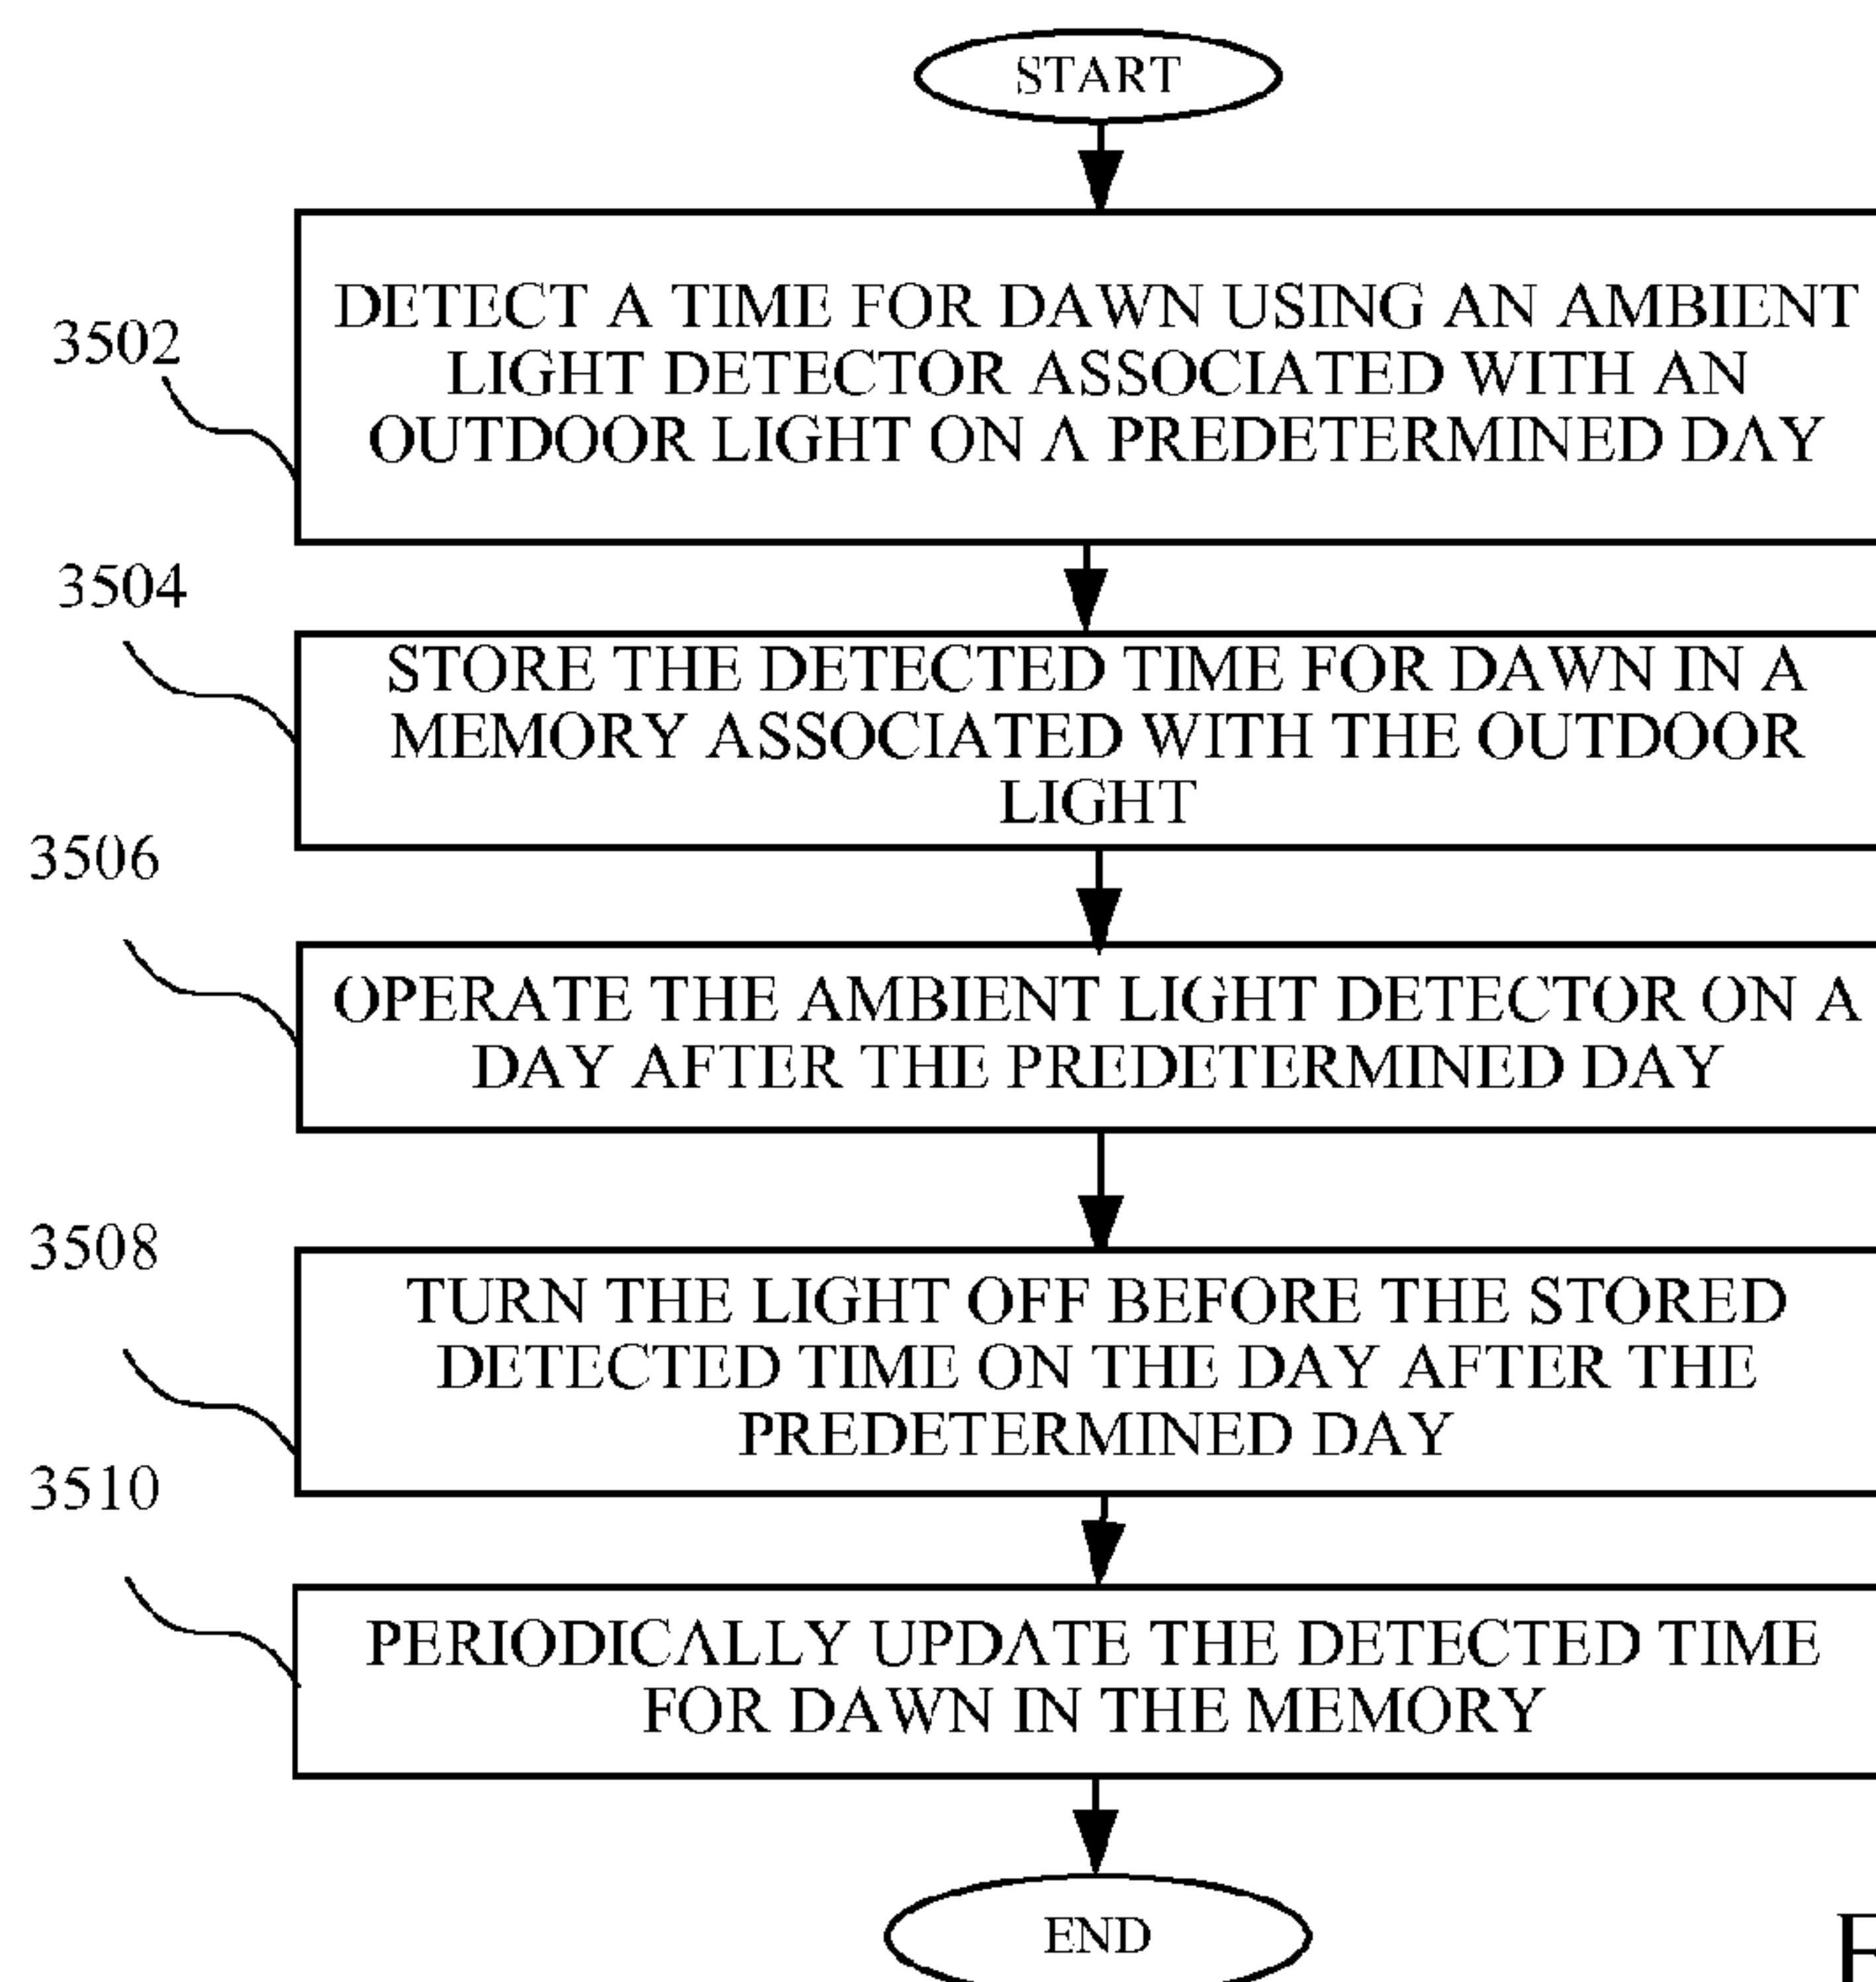 START
3502
DETECT A TIME FOR DAWN USING AN AMBIENT
LIGHT DETECTOR ASSOCIATED WITH AN
OUTDOOR LIGHT ON A PREDETERMINED DAY
3504
STORE THE DETECTED TIME FOR DAWN IN A
MEMORY ASSOCIATED WITH THE OUTDOOR
LIGHT
3506
OPERATE THE AMBIENT LIGHT DETECTOR ON A
DAY AFTER THE PREDETERMINED DAY
3508
TURN THE LIGHT OFF BEFORE THE STORED
DETECTED TIME ON THE DAY AFTER THE
PREDETERMINED DAY
3510
PERIODICALLY UPDATE THE DETECTED TIME
FOR DAWN IN THE MEMORY
END